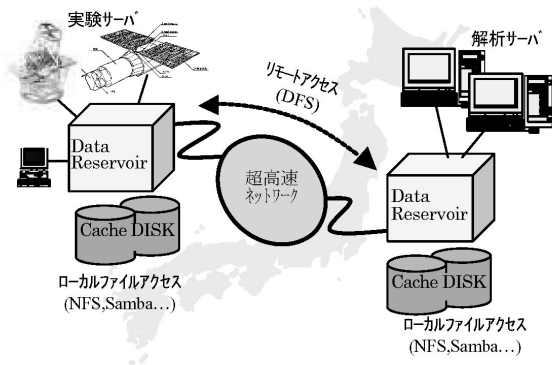 実験サーバ
解析サーバ
リモートアクセス
(DFS)
Data
Reservoir
超高速
ネットワーク
Data
Reservoir
Cache DISK
ローカルファイルアクセス
(NFS,Samba…)
Cache DISK
ローカルファイルアクセス
(NFS,Samba…)